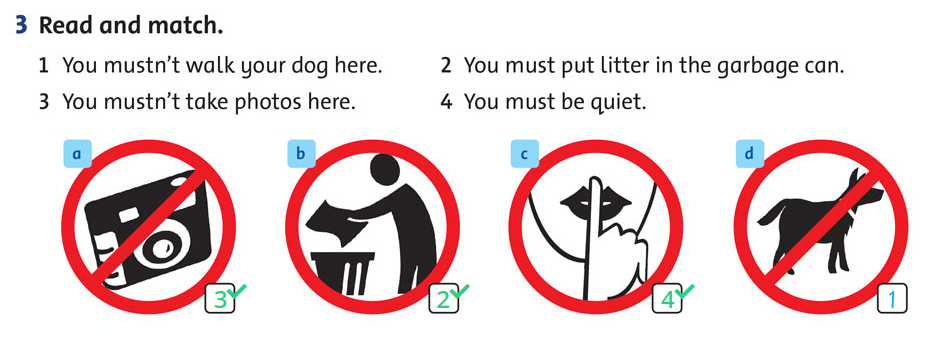 3 Read and match.
1 You mustn't walk your dog here. 2 You must put litter in the garbage can.
3 You mustn't take photos here. 4 You must be quiet.
a b c d
3 2 4 1